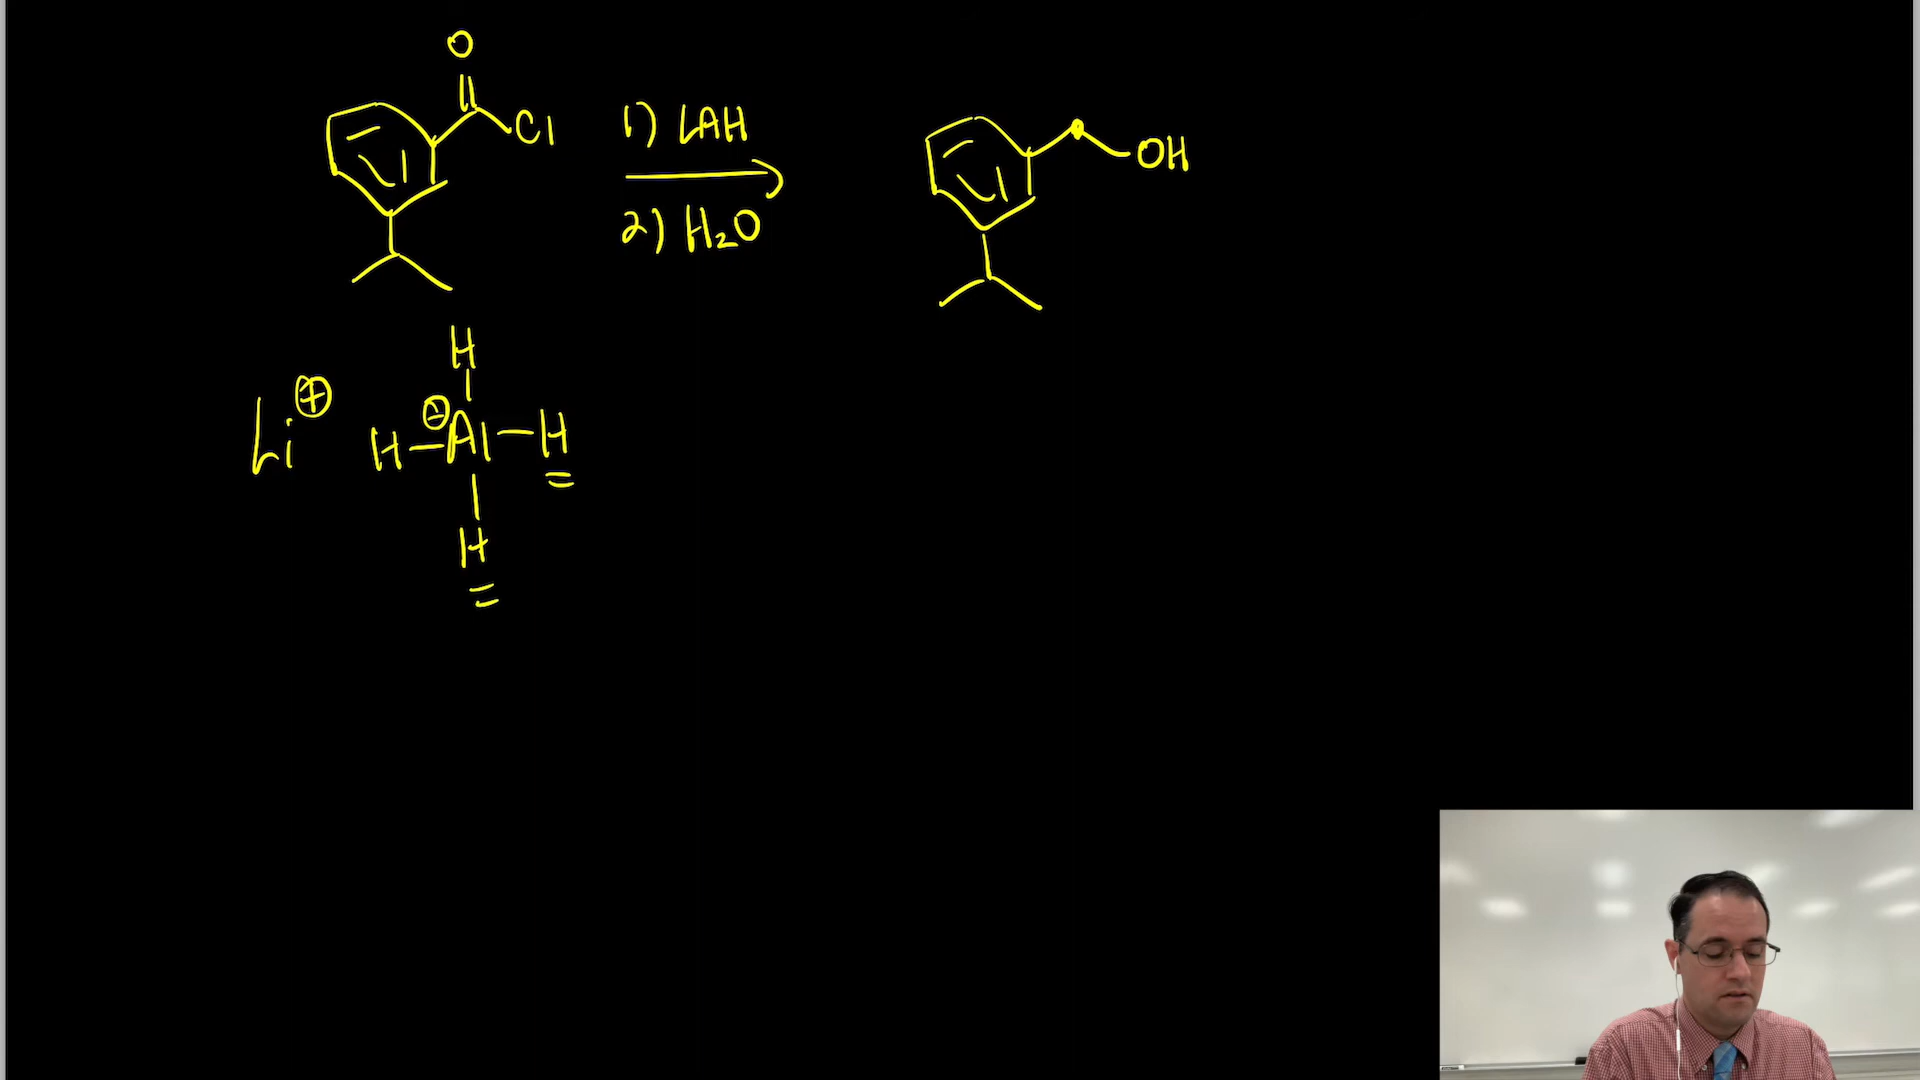 O
Cl
1) LAH
2) H₂O
OH
H
Li⊕ H–⊖Al–H
H